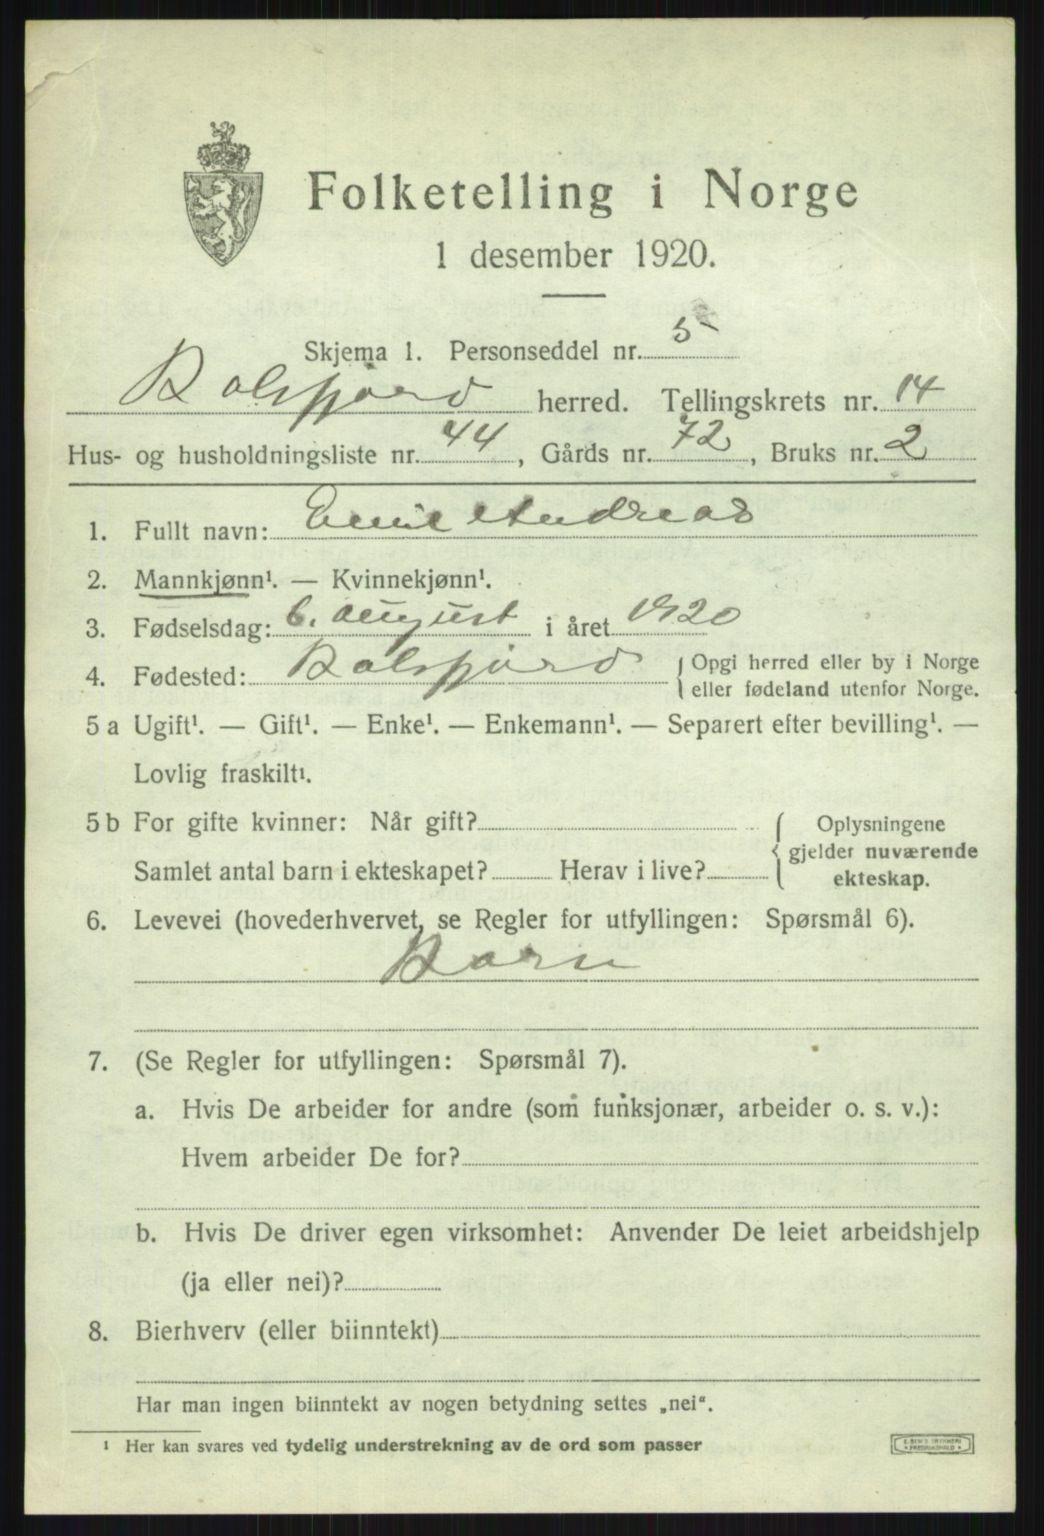 Folketelling i Norge
1 desember 1920.
Skjema 1. Personseddel nr. 5
Balsfjord herred. Tellingskrets nr. 14
Hus- og husholdningsliste nr. 44, Gårds nr. 72, Bruks nr. 2
1. Fullt navn: Emil Andreas
2. Mannkjønn¹. — Kvinnekjønn¹.
3. Fødselsdag: 6. august i året 1920
4. Fødested: Balsfjord { Opgi herred eller by i Norge
eller fødeland utenfor Norge.
5 a Ugift¹. — Gift¹. — Enke¹. — Enkemann¹. — Separert efter bevilling¹. —
Lovlig fraskilt¹.
5 b For gifte kvinner: Når gift? { Oplysningene
gjelder nuværende
Samlet antal barn i ekteskapet? Herav i live?
ekteskap.
6. Levevei (hovederhvervet, se Regler for utfyllingen: Spørsmål 6).
Barn
7. (Se Regler for utfyllingen: Spørsmål 7).
a. Hvis De arbeider for andre (som funksjonær, arbeider o. s. v.):
Hvem arbeider De for?
b. Hvis De driver egen virksomhet: Anvender De leiet arbeidshjelp
(ja eller nei)?
8. Bierhverv (eller biinntekt)
Har man ingen biinntekt av nogen betydning settes „nei".
¹ Her kan svares ved tydelig understrekning av de ord som passer